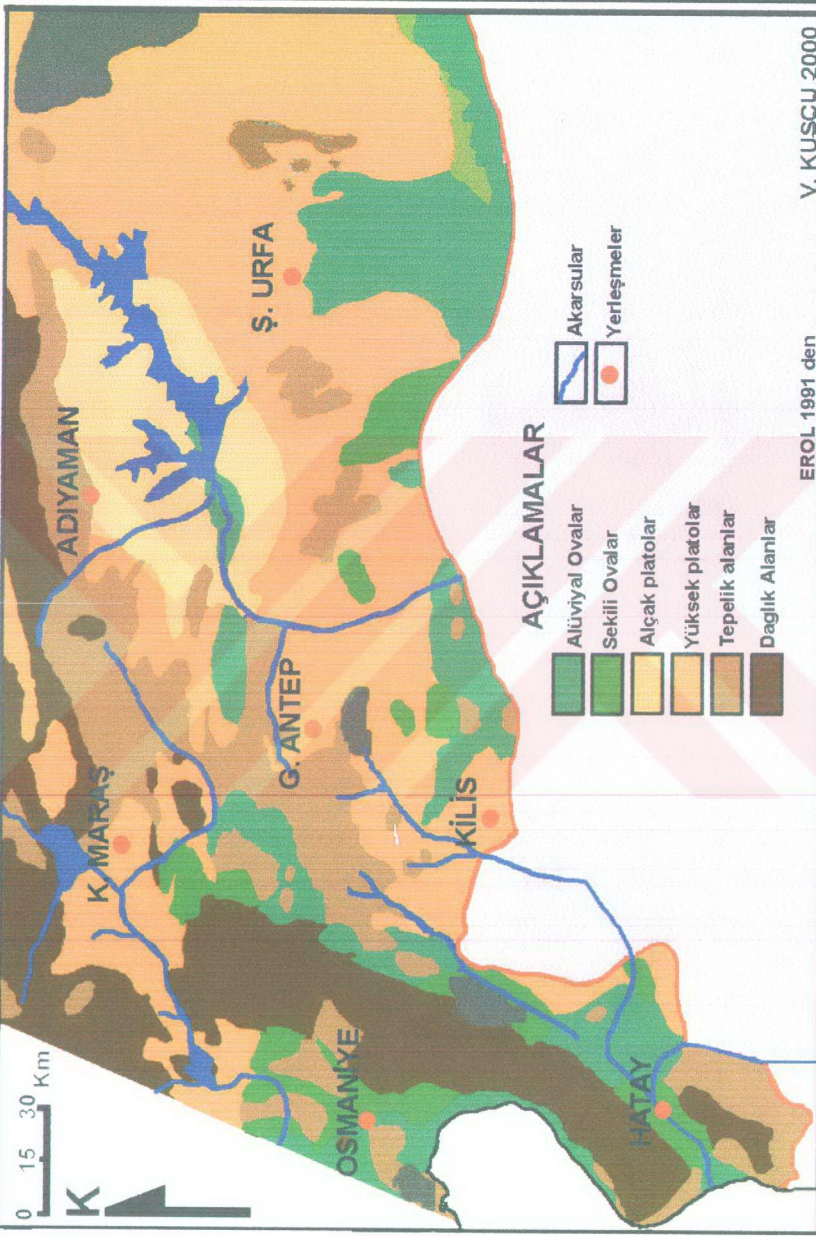 0 15 30 Km
K
K. MARAŞ
ADIYAMAN
OSMANİYE
G. ANTEP
Ş. URFA
KİLİS
HATAY
AÇIKLAMALAR
Alüviyal Ovalar
Sekili Ovalar
Alçak platolar
Yüksek platolar
Tepelik alanlar
Daglık Alanlar
Akarsular
Yerleşmeler
EROL 1991 den
V. KUŞCU 2000